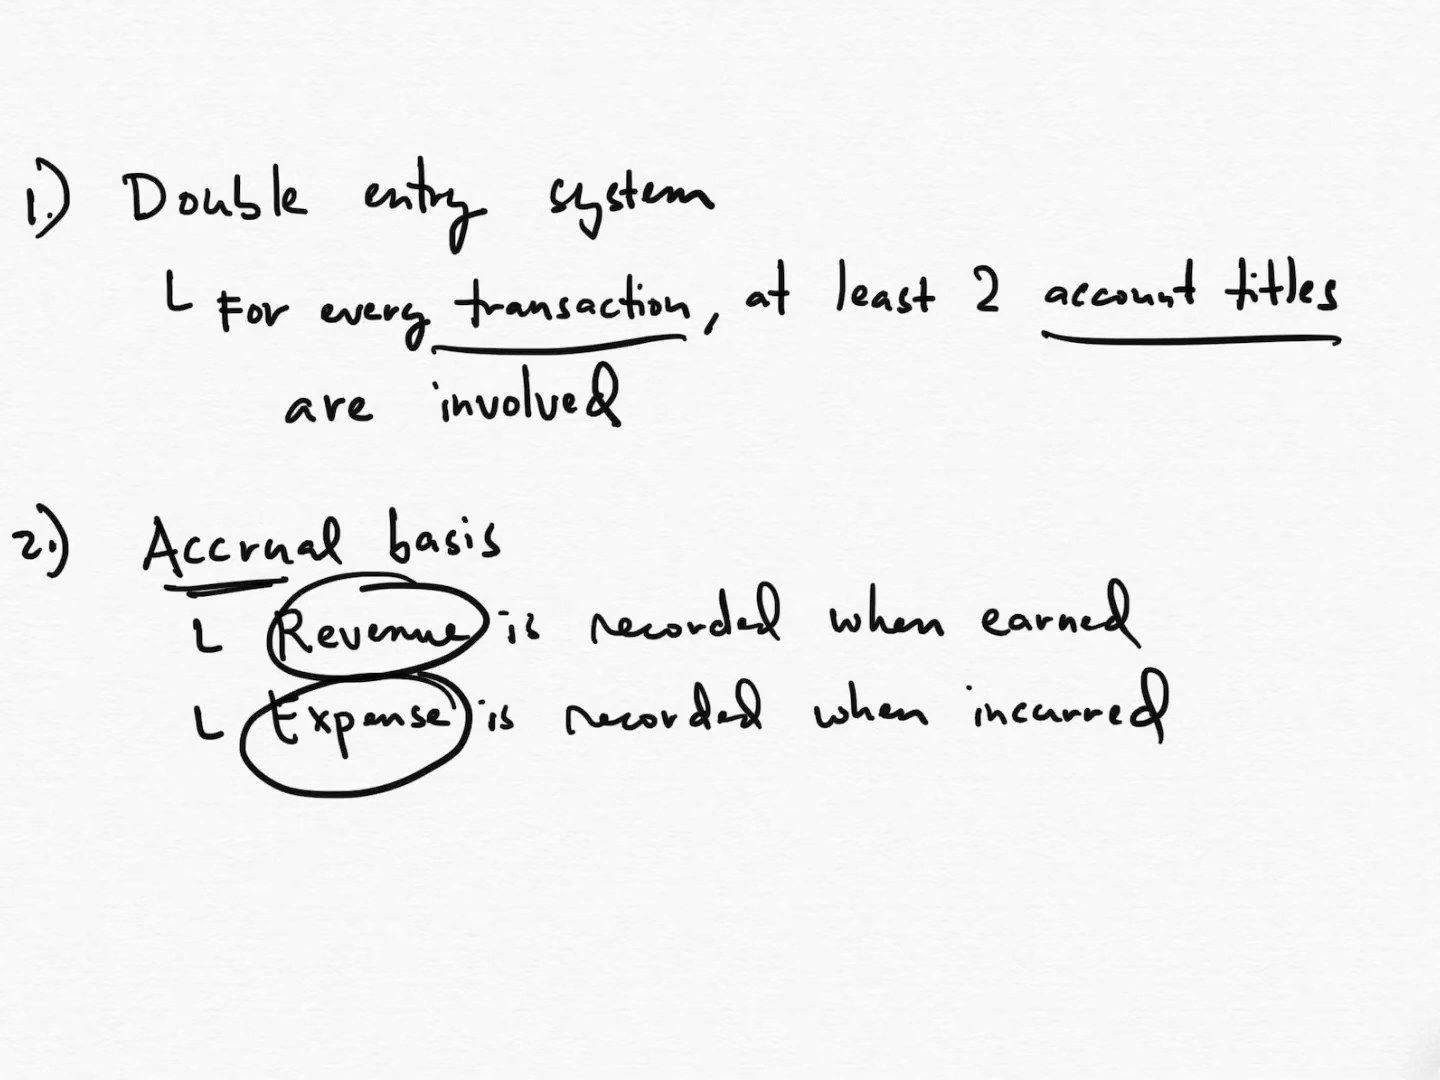 1.) Double entry system
└ For every transaction, at least 2 account titles
are involved
2.) Accrual basis
└ Revenue is recorded when earned
└ Expense is recorded when incurred